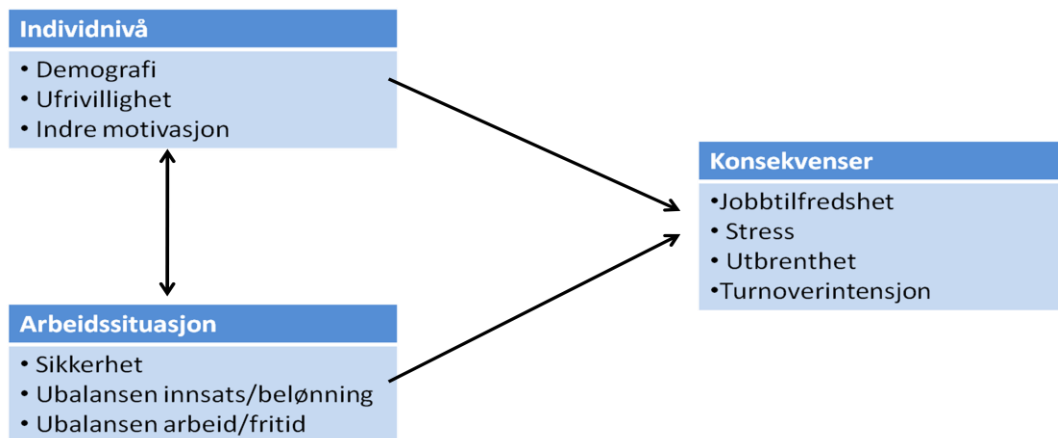 Individnivå
• Demografi
• Ufrivillighet
• Indre motivasjon
Konsekvenser
•Jobbtilfredshet
• Stress
• Utbrenthet
•Turnoverintensjon
Arbeidssituasjon
• Sikkerhet
• Ubalansen innsats/belønning
• Ubalansen arbeid/fritid